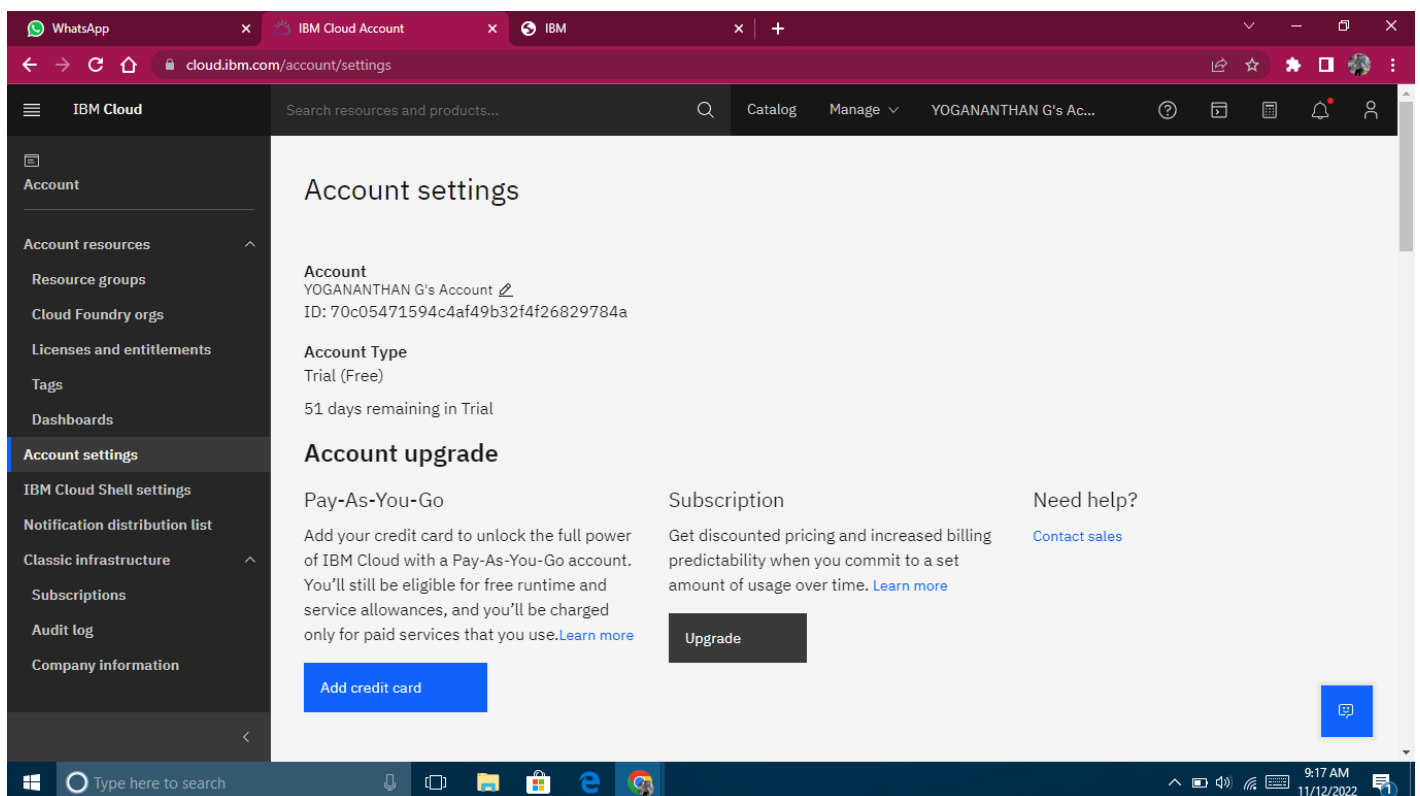 WhatsApp
IBM Cloud Account
IBM
cloud.ibm.com/account/settings
IBM Cloud
Search resources and products...
Catalog
Manage
YOGANANTHAN G's Ac...
Account
Account resources
Resource groups
Cloud Foundry orgs
Licenses and entitlements
Tags
Dashboards
Account settings
IBM Cloud Shell settings
Notification distribution list
Classic infrastructure
Subscriptions
Audit log
Company information
Account settings
Account
YOGANANTHAN G's Account
ID: 70c05471594c4af49b32f4f26829784a
Account Type
Trial (Free)
51 days remaining in Trial
Account upgrade
Pay-As-You-Go
Add your credit card to unlock the full power
of IBM Cloud with a Pay-As-You-Go account.
You’ll still be eligible for free runtime and
service allowances, and you’ll be charged
only for paid services that you use.Learn more
Add credit card
Subscription
Get discounted pricing and increased billing
predictability when you commit to a set
amount of usage over time. Learn more
Upgrade
Need help?
Contact sales
Type here to search
9:17 AM
11/12/2022
1